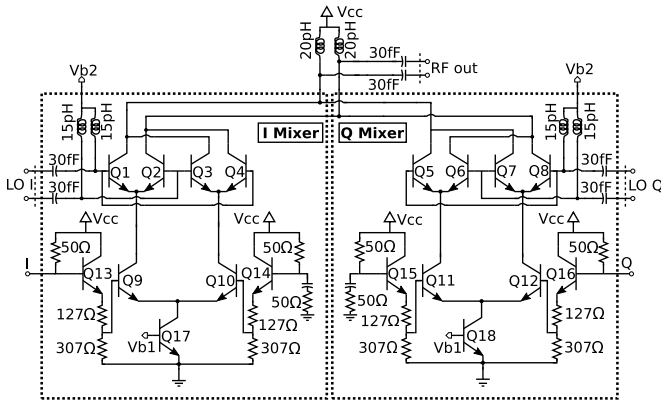 Vcc
20pH 20pH
30fF
RF out
30fF
Vb2 Vb2
15pH 15pH
I Mixer Q Mixer
15pH 15pH
30fF 30fF
LO I Q1 Q2 Q3 Q4 Q5 Q6 Q7 Q8 LO Q
30fF 30fF
Vcc Vcc Vcc Vcc
50Ω 50Ω 50Ω 50Ω
I Q13 Q9 Q10 Q14 Q15 Q11 Q12 Q16 Q
50Ω 50Ω
127Ω 127Ω 127Ω 127Ω
Q17 Q18
307Ω Vb1 307Ω 307Ω Vb1 307Ω